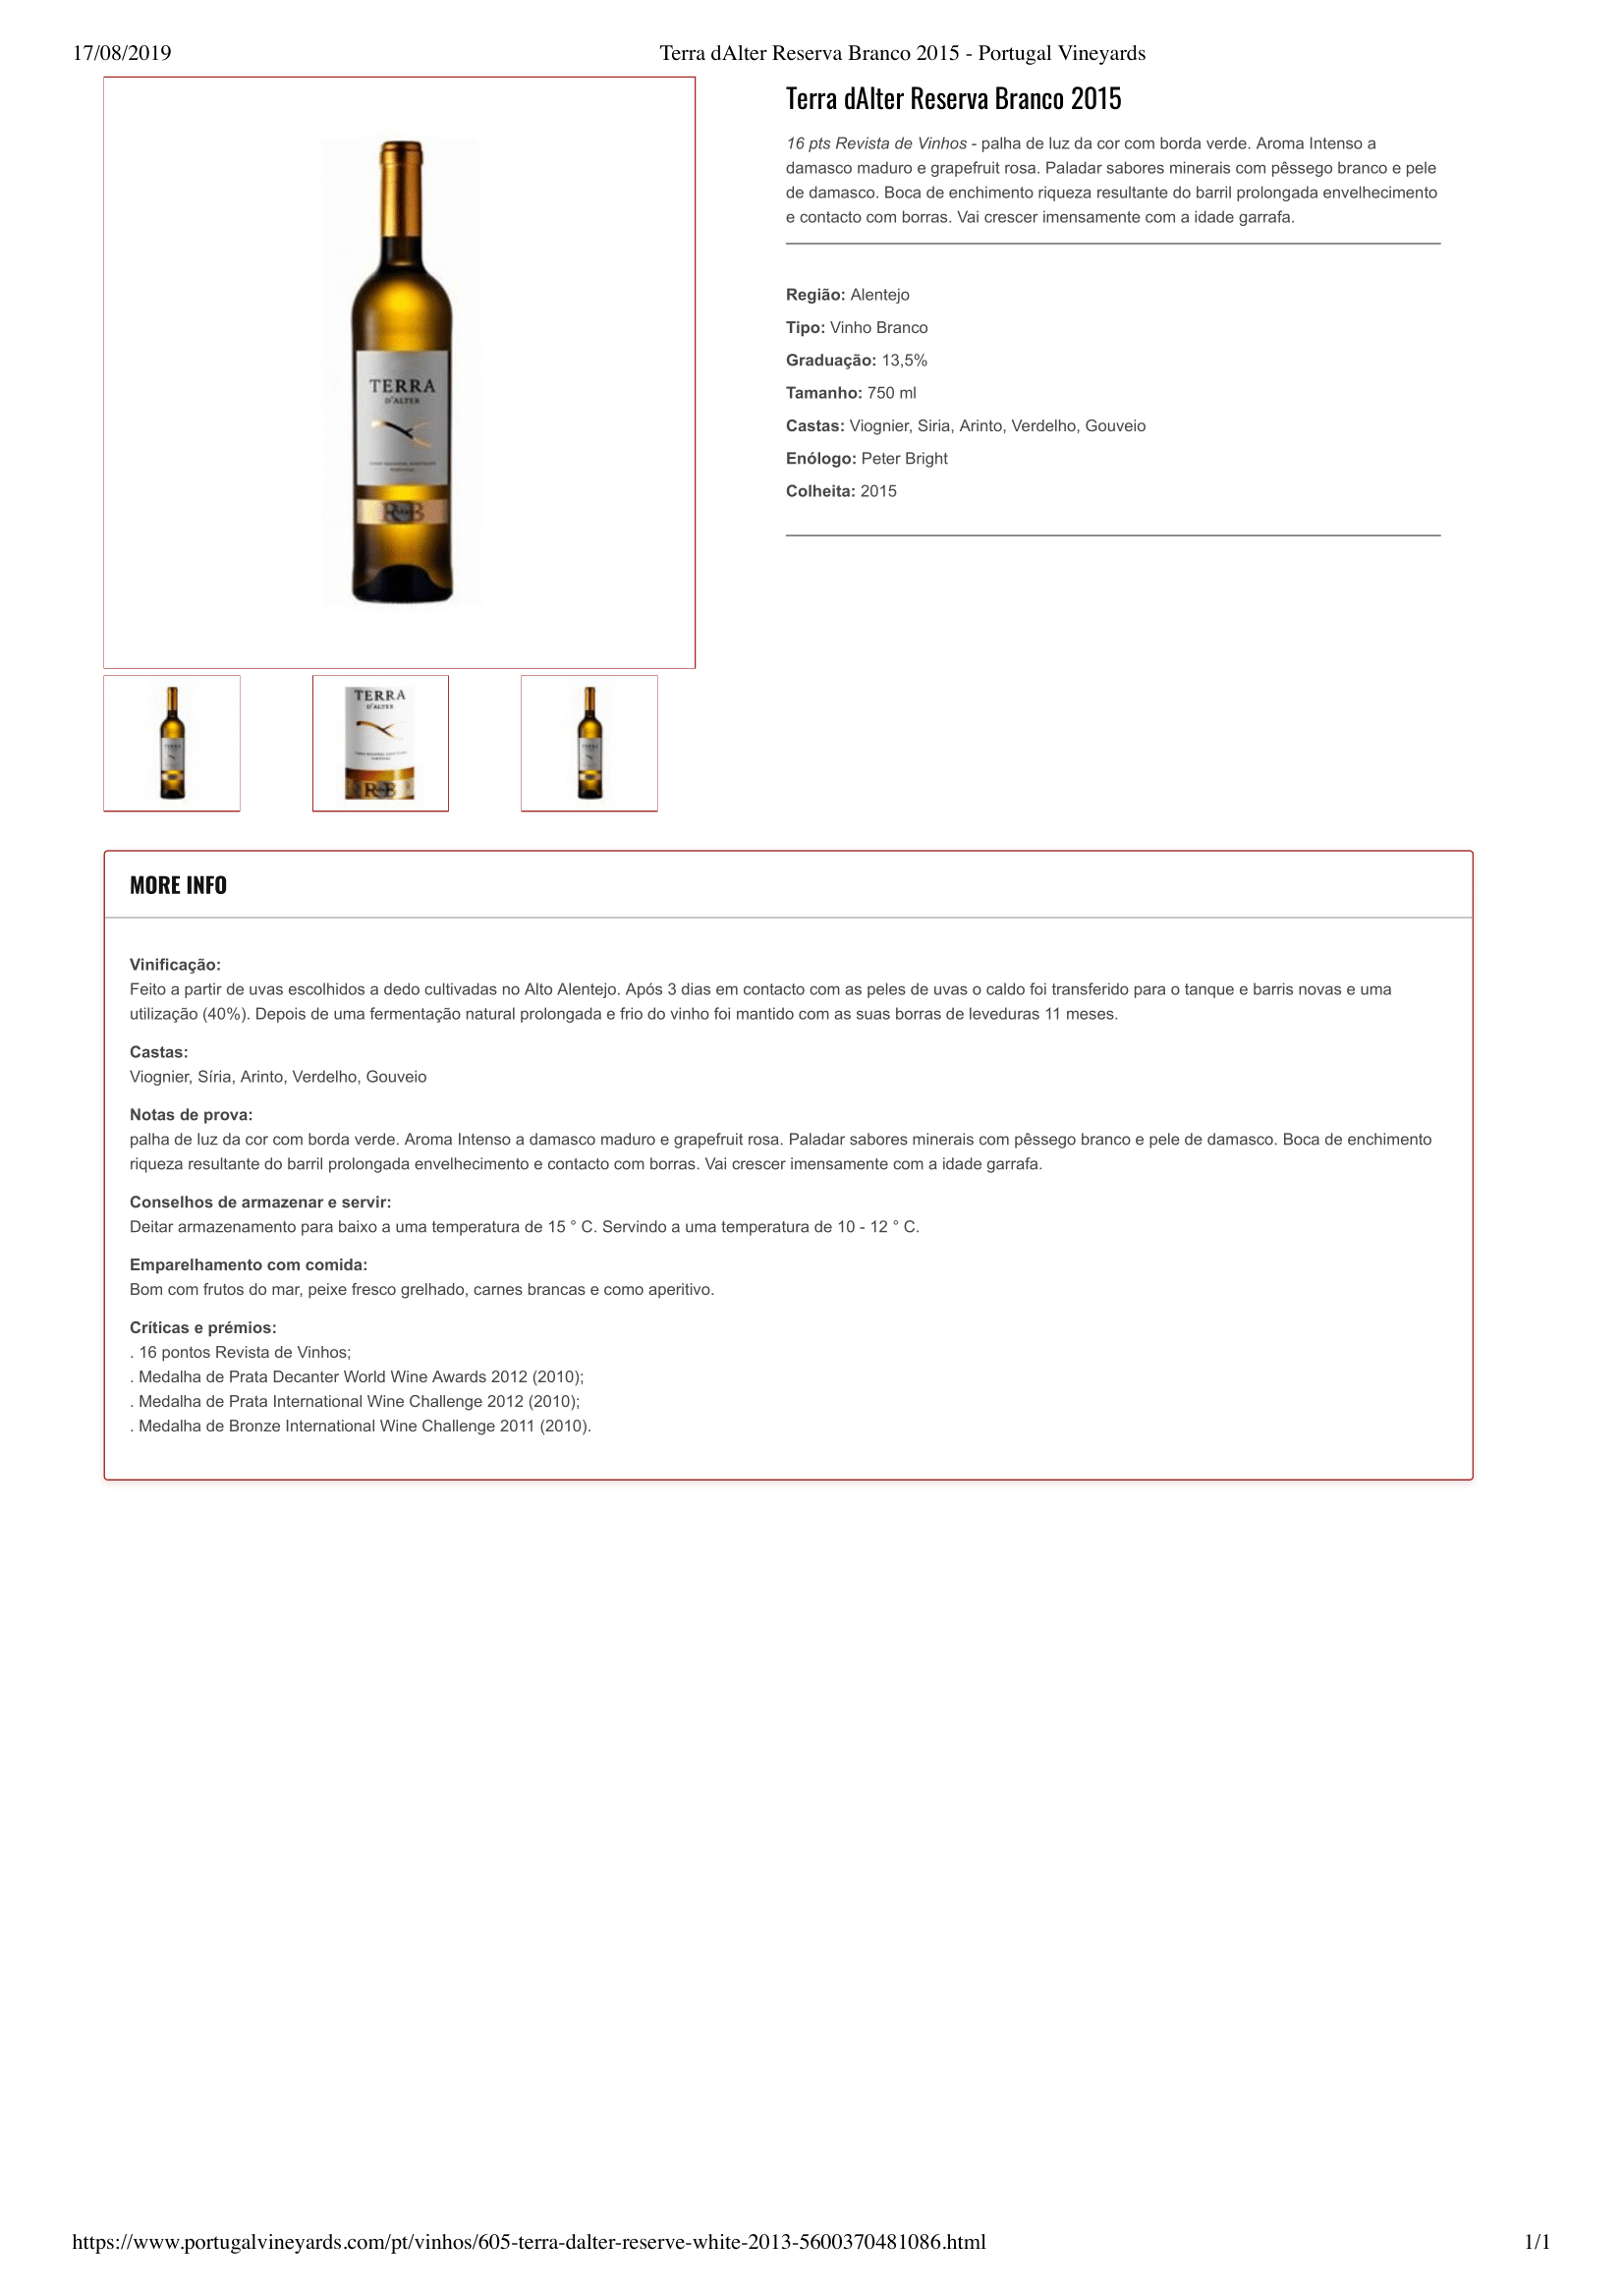 17/08/2019
Terra dAlter Reserva Branco 2015 - Portugal Vineyards
Terra dAlter Reserva Branco 2015
16 pts Revista de Vinhos - palha de luz da cor com borda verde. Aroma Intenso a
damasco maduro e grapefruit rosa. Paladar sabores minerais com pêssego branco e pele
de damasco. Boca de enchimento riqueza resultante do barril prolongada envelhecimento
e contacto com borras. Vai crescer imensamente com a idade garrafa.
Região: Alentejo
Tipo: Vinho Branco
Graduação: 13,5%
Tamanho: 750 ml
Castas: Viognier, Siria, Arinto, Verdelho, Gouveio
Enólogo: Peter Bright
Colheita: 2015
TERRA
D'ALTER
TERRA
D'ALTER
MORE INFO
Vinificação:
Feito a partir de uvas escolhidos a dedo cultivadas no Alto Alentejo. Após 3 dias em contacto com as peles de uvas o caldo foi transferido para o tanque e barris novas e uma
utilização (40%). Depois de uma fermentação natural prolongada e frio do vinho foi mantido com as suas borras de leveduras 11 meses.
Castas:
Viognier, Síria, Arinto, Verdelho, Gouveio
Notas de prova:
palha de luz da cor com borda verde. Aroma Intenso a damasco maduro e grapefruit rosa. Paladar sabores minerais com pêssego branco e pele de damasco. Boca de enchimento
riqueza resultante do barril prolongada envelhecimento e contacto com borras. Vai crescer imensamente com a idade garrafa.
Conselhos de armazenar e servir:
Deitar armazenamento para baixo a uma temperatura de 15 ° C. Servindo a uma temperatura de 10 - 12 ° C.
Emparelhamento com comida:
Bom com frutos do mar, peixe fresco grelhado, carnes brancas e como aperitivo.
Críticas e prémios:
. 16 pontos Revista de Vinhos;
. Medalha de Prata Decanter World Wine Awards 2012 (2010);
. Medalha de Prata International Wine Challenge 2012 (2010);
. Medalha de Bronze International Wine Challenge 2011 (2010).
https://www.portugalvineyards.com/pt/vinhos/605-terra-dalter-reserve-white-2013-5600370481086.html
1/1